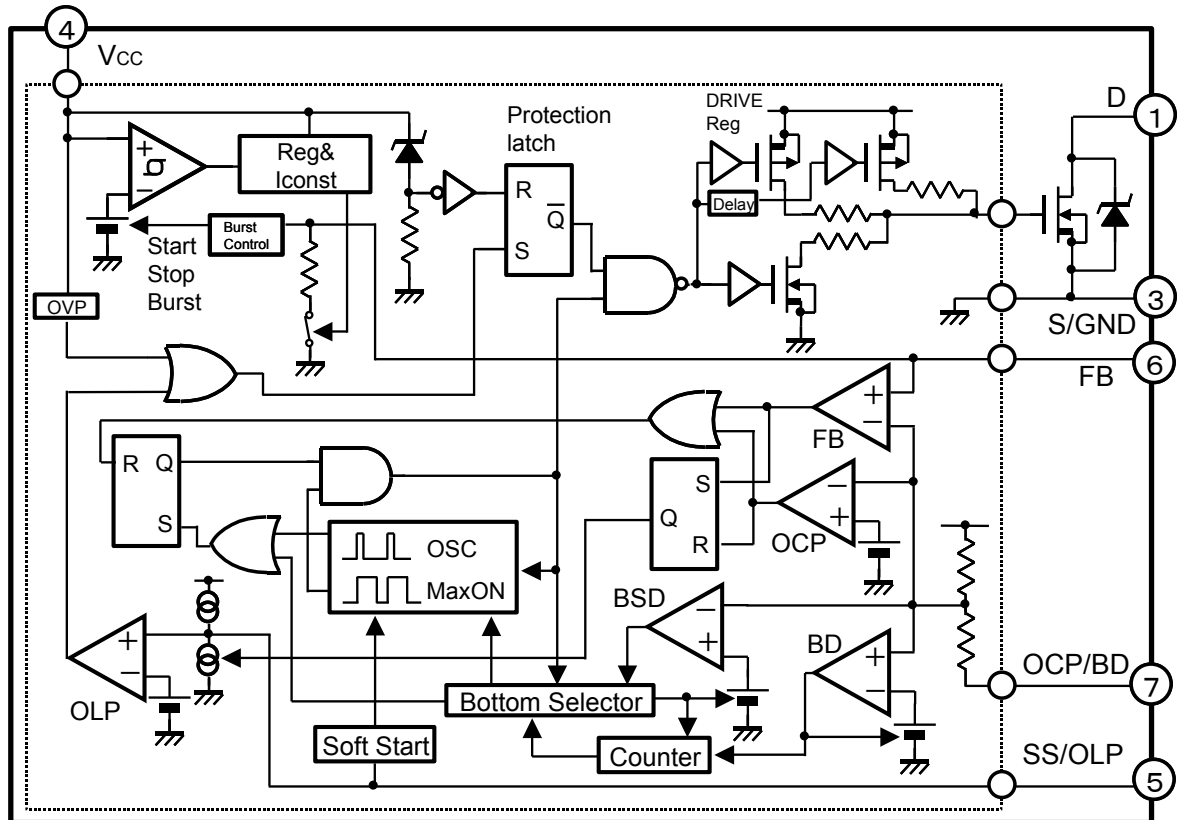 4
VCC
D
1
DRIVE
Reg
Protection
latch
+
−
Reg&
Iconst
R
Q
S
Delay
Burst
Control
Start
Stop
Burst
OVP
3
S/GND
6
FB
+
−
FB
R
Q
S
S
Q
R
−
+
OCP
OSC
MaxON
BSD
−
+
BD
+
−
+
−
OLP
OCP/BD
7
Bottom Selector
Soft Start
Counter
SS/OLP
5